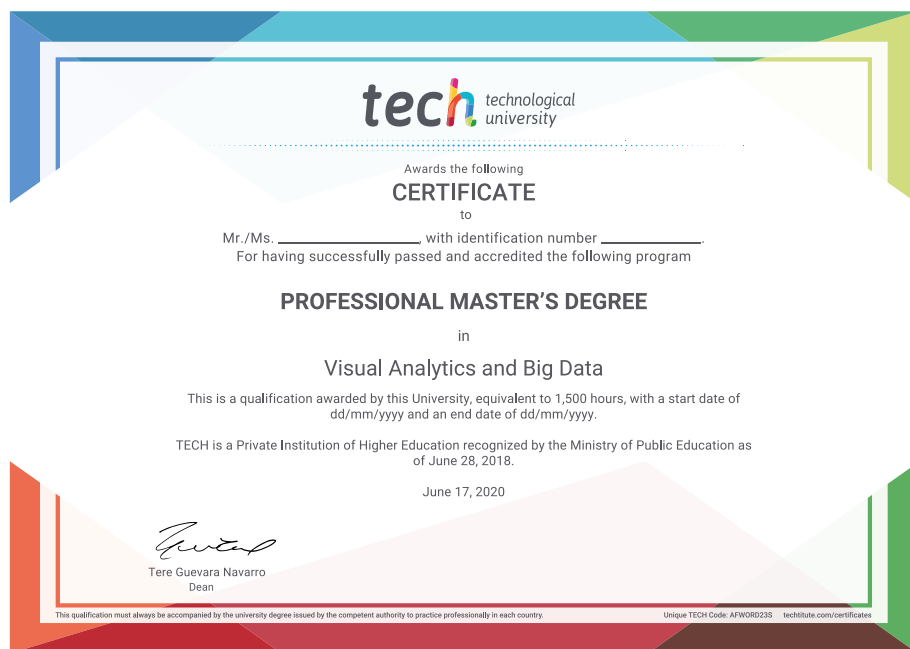 tech technological
university
Awards the following
CERTIFICATE
to
Mr./Ms. ____________________, with identification number ______________.
For having successfully passed and accredited the following program
PROFESSIONAL MASTER’S DEGREE
in
Visual Analytics and Big Data
This is a qualification awarded by this University, equivalent to 1,500 hours, with a start date of
dd/mm/yyyy and an end date of dd/mm/yyyy.
TECH is a Private Institution of Higher Education recognized by the Ministry of Public Education as
of June 28, 2018.
June 17, 2020
Tere Guevara Navarro
Dean
This qualification must always be accompanied by the university degree issued by the competent authority to practice professionally in each country. Unique TECH Code: AFWORD23S techtitute.com/certificates